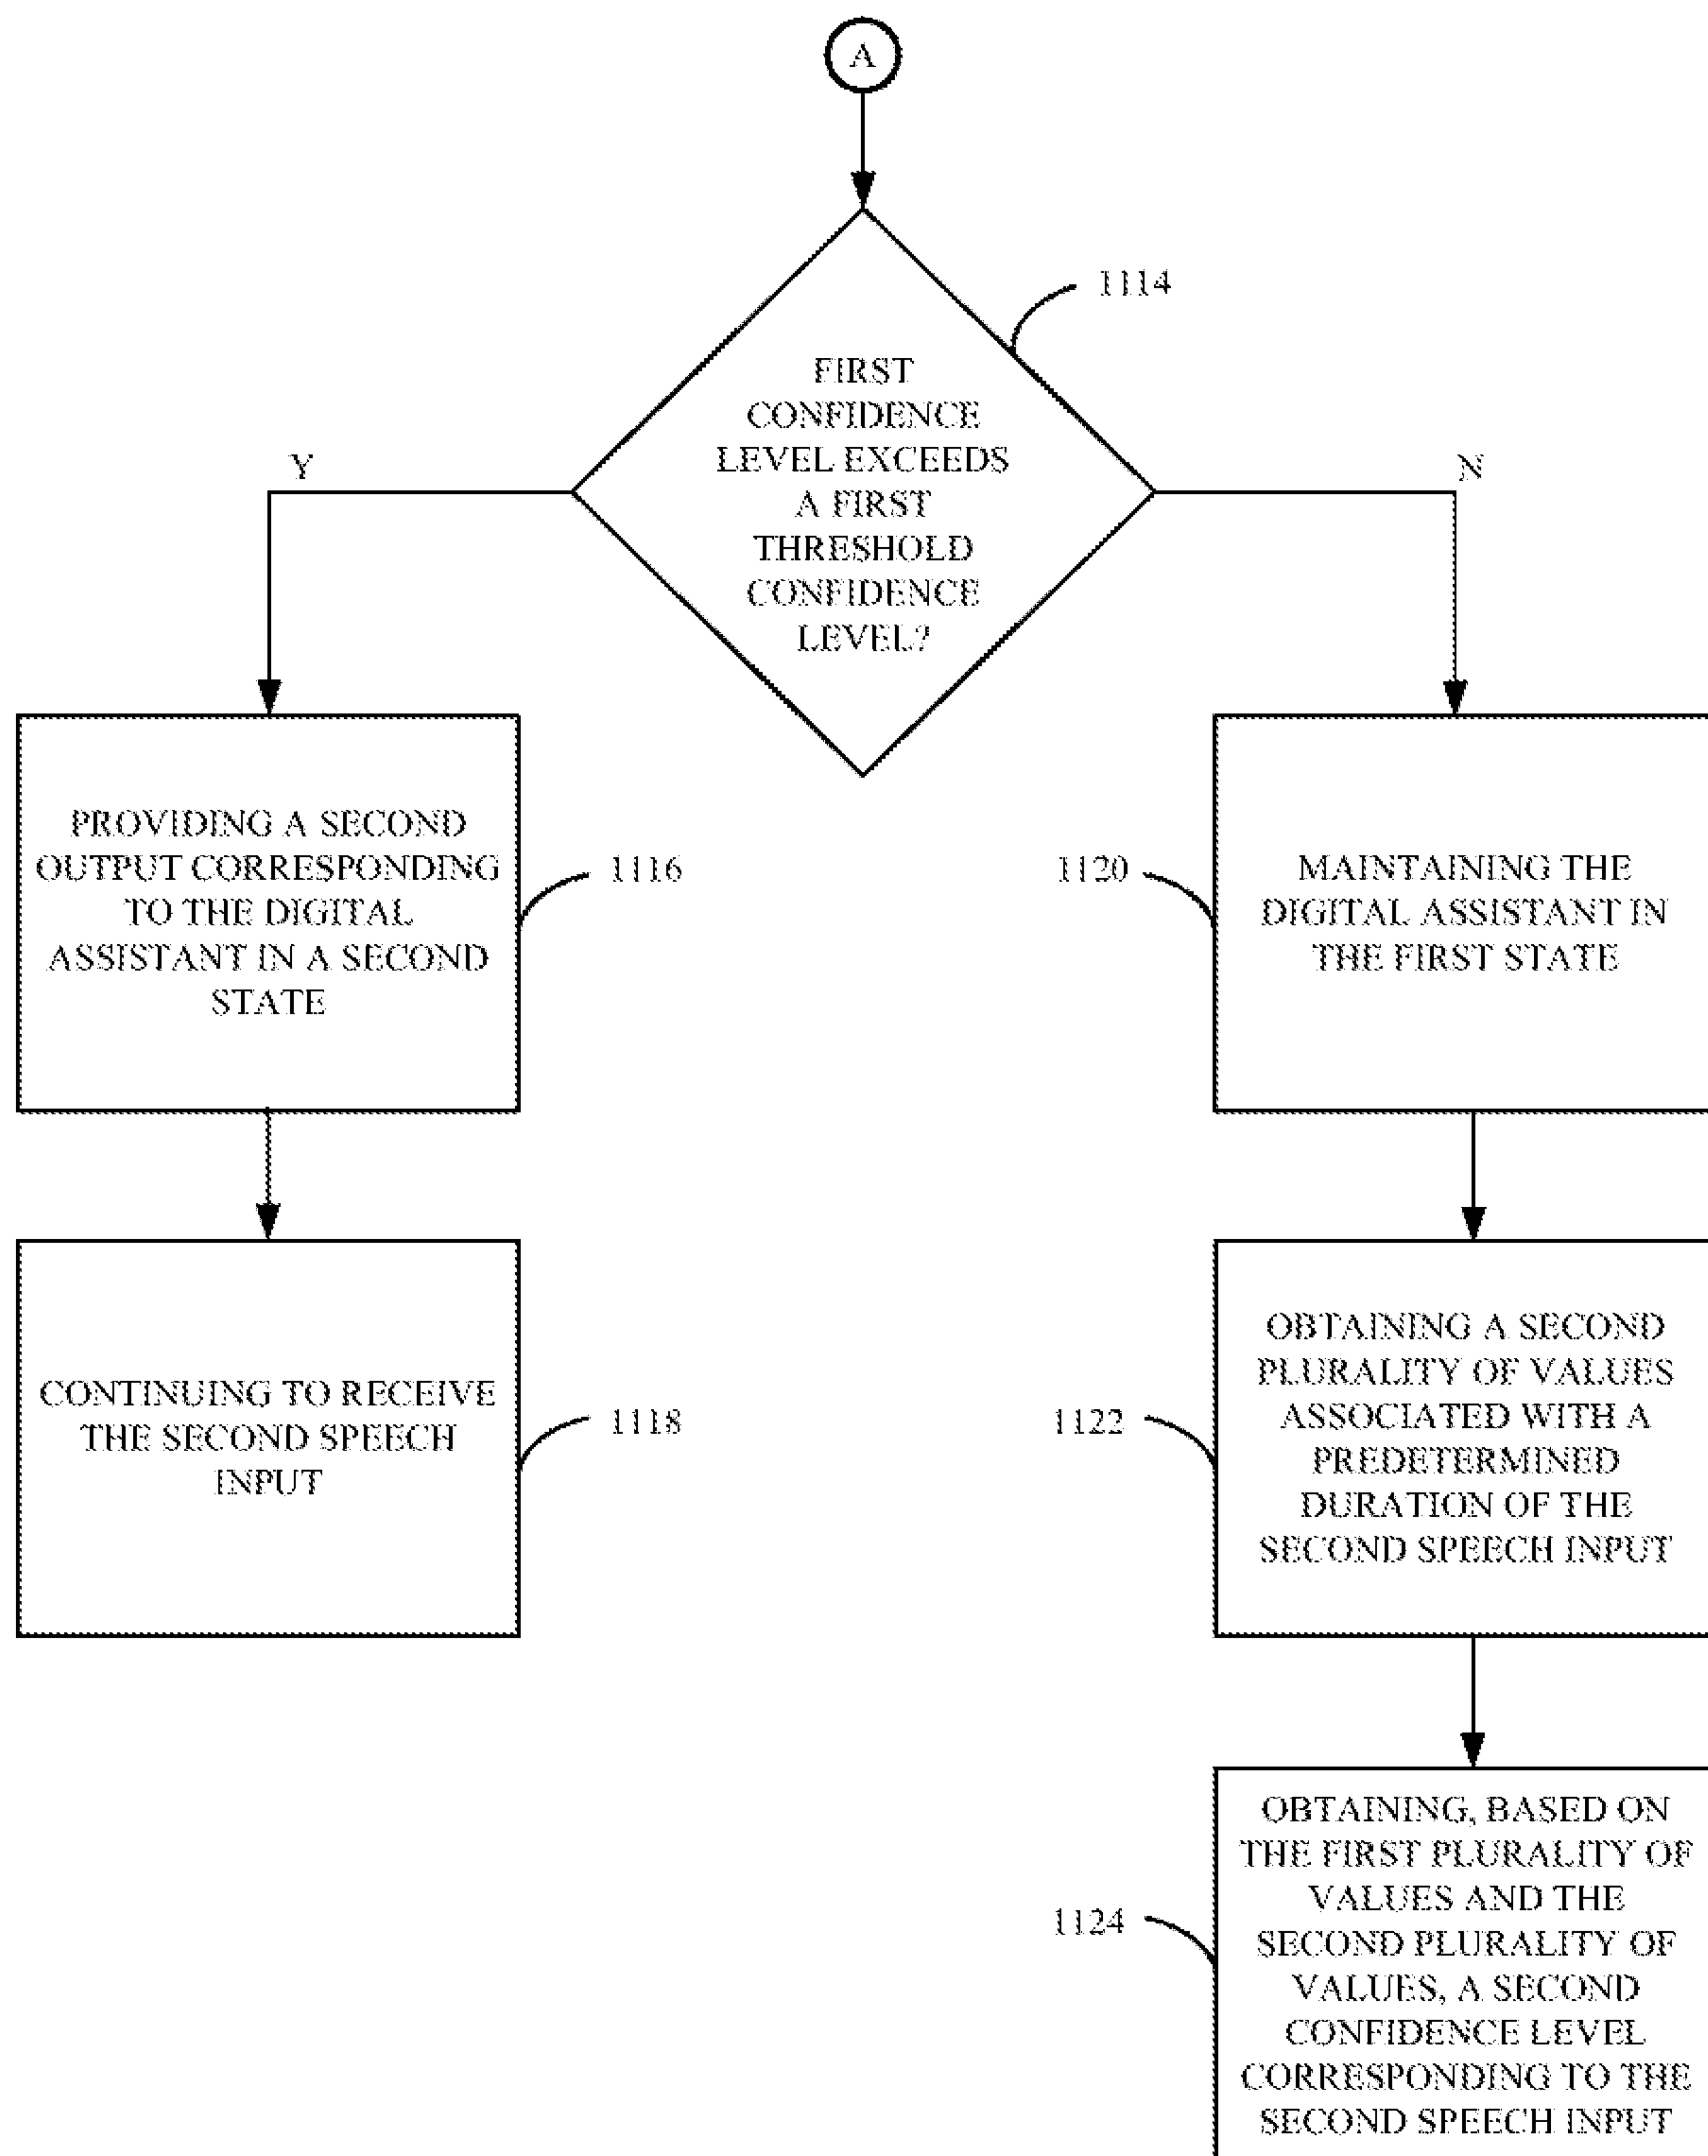 A
1114
FIRST
CONFIDENCE
LEVEL EXCEEDS
A FIRST
THRESHOLD
CONFIDENCE
LEVEL?
Y
N
PROVIDING A SECOND
OUTPUT CORRESPONDING
TO THE DIGITAL
ASSISTANT IN A SECOND
STATE
1116
1120
MAINTAINING THE
DIGITAL ASSISTANT IN
THE FIRST STATE
CONTINUING TO RECEIVE
THE SECOND SPEECH
INPUT
1118
1122
OBTAINING A SECOND
PLURALITY OF VALUES
ASSOCIATED WITH A
PREDETERMINED
DURATION OF THE
SECOND SPEECH INPUT
1124
OBTAINING, BASED ON
THE FIRST PLURALITY OF
VALUES AND THE
SECOND PLURALITY OF
VALUES, A SECOND
CONFIDENCE LEVEL
CORRESPONDING TO THE
SECOND SPEECH INPUT